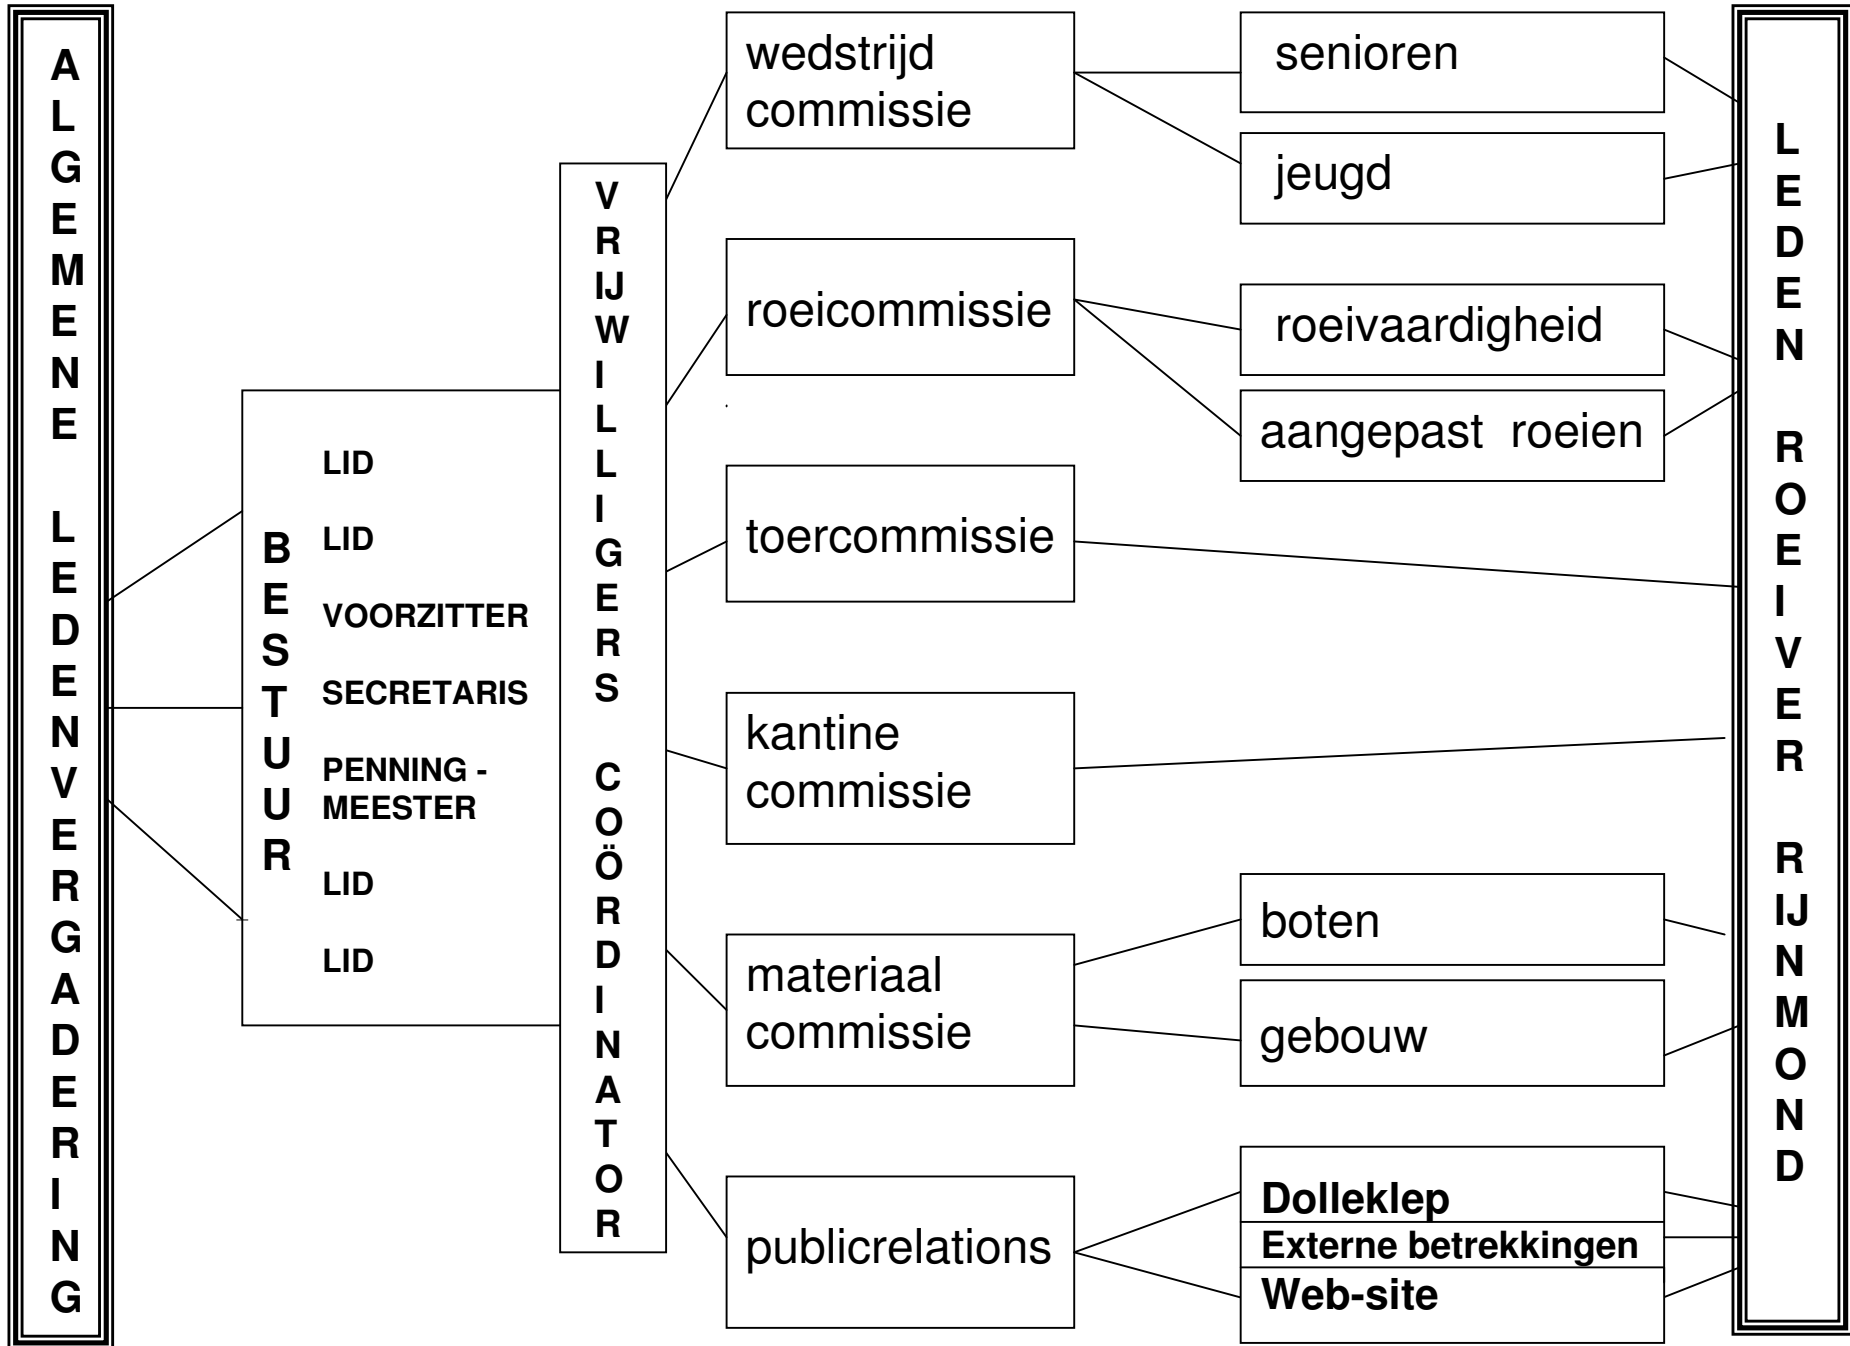 ALGEMENE LEDENVERGADERING
BESTUUR
LID
LID
VOORZITTER
SECRETARIS
PENNING -
MEESTER
LID
LID
VRIJWILLIGERS COÖRDINATOR
wedstrijd
commissie
roeicommissie
toercommissie
kantine
commissie
materiaal
commissie
publicrelations
senioren
jeugd
roeivaardigheid
aangepast roeien
boten
gebouw
Dolleklep
Externe betrekkingen
Web-site
LEDEN ROEIVER RIJNMOND